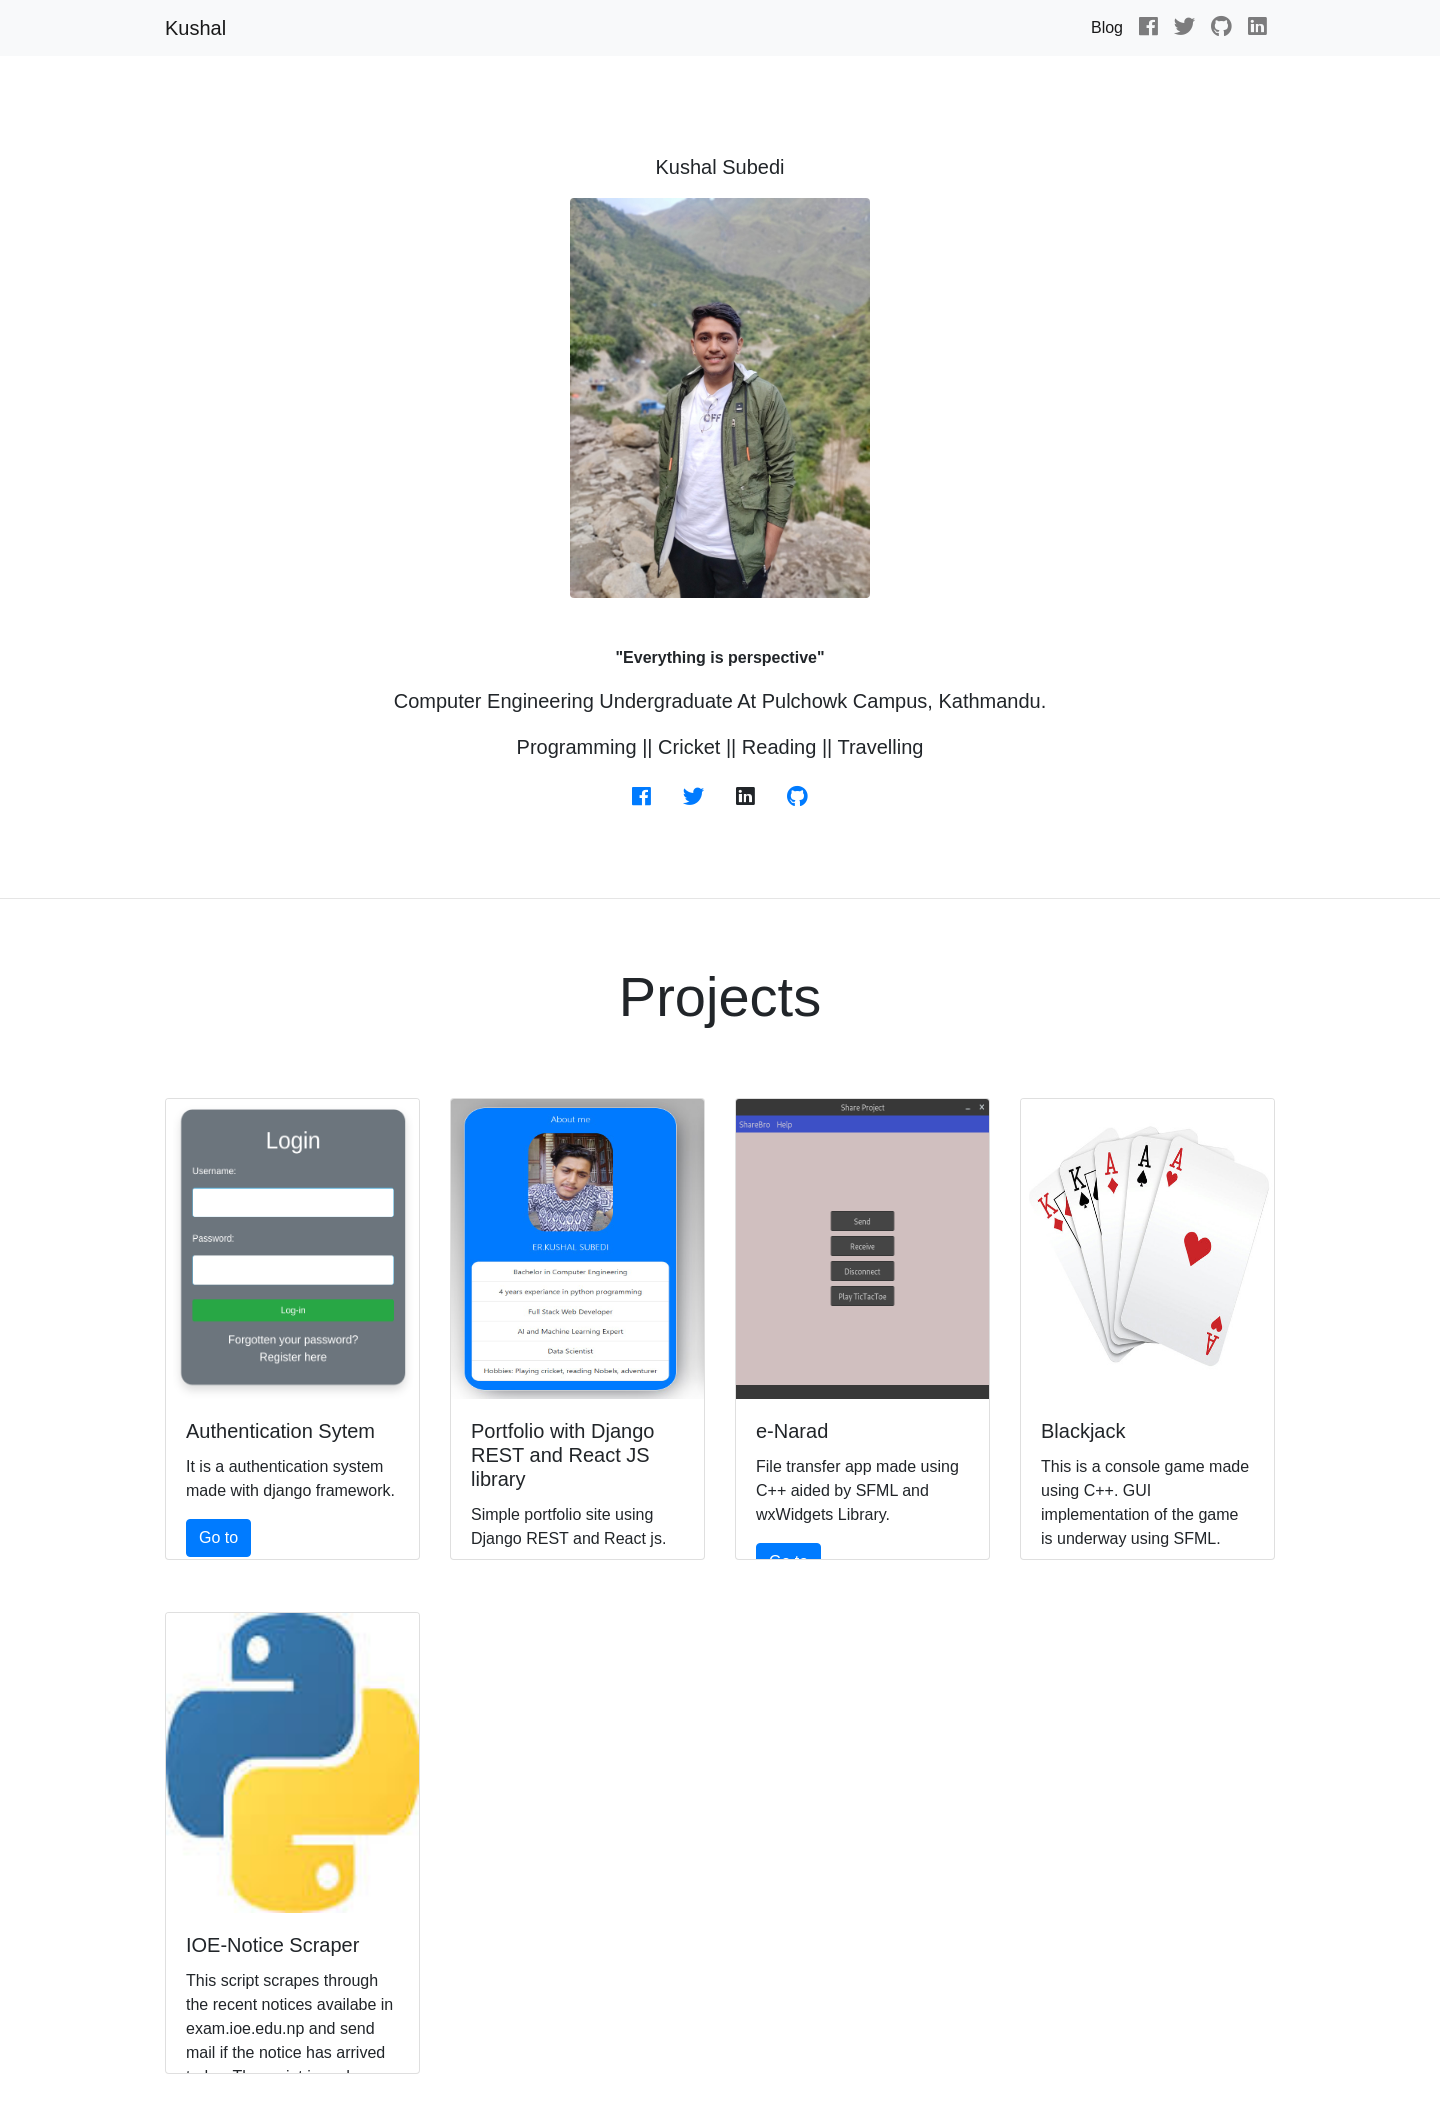 Kushal
Blog
Kushal Subedi
OFF
"Everything is perspective"
Computer Engineering Undergraduate At Pulchowk Campus, Kathmandu.
Programming || Cricket || Reading || Travelling
Projects
Login
Username:
Password:
Log-in
Forgotten your password?
Register here
Authentication Sytem
It is a authentication system
made with django framework.
Go to
About me
ER.KUSHAL SUBEDI
Bachelor in Computer Engineering
4 years experiance in python programming
Full Stack Web Developer
AI and Machine Learning Expert
Data Scientist
Hobbies: Playing cricket, reading Nobels, adventurer
Portfolio with Django
REST and React JS
library
Simple portfolio site using
Django REST and React js.
Share Project
ShareBro Help
Send
Receive
Disconnect
Play TicTacToe
e-Narad
File transfer app made using
C++ aided by SFML and
wxWidgets Library.
Go to
K K A A A
A
Blackjack
This is a console game made
using C++. GUI
implementation of the game
is underway using SFML.
IOE-Notice Scraper
This script scrapes through
the recent notices availabe in
exam.ioe.edu.np and send
mail if the notice has arrived